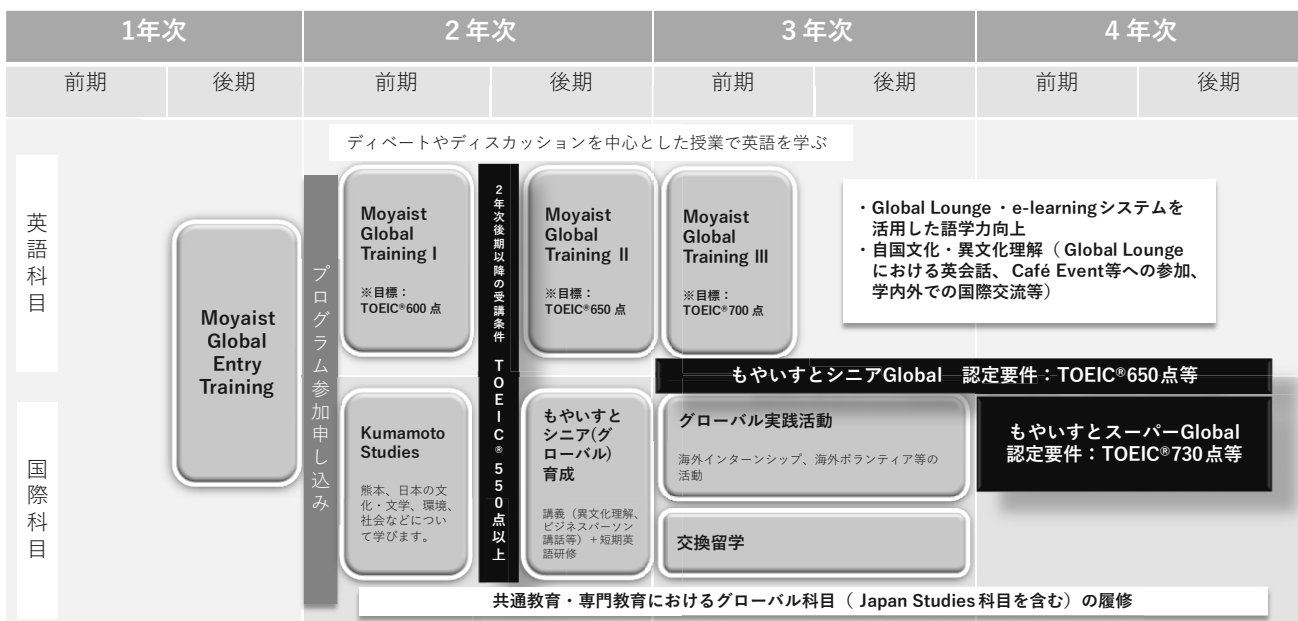 1年次
2年次
3年次
4年次
前期
後期
前期
後期
前期
後期
前期
後期
ディベートやディスカッションを中心とした授業で英語を学ぶ
英語科目
国際科目
Moyaist
Global
Entry
Training
プログラム参加申し込み
Moyaist
Global
Training Ⅰ
※目標：
TOEIC®600点
2年次後期以降の受講条件 TOEIC®550点以上
Moyaist
Global
Training Ⅱ
※目標：
TOEIC®650点
Moyaist
Global
Training Ⅲ
※目標：
TOEIC®700点
・Global Lounge・e-learningシステムを
活用した語学力向上
・自国文化・異文化理解（Global Lounge
における英会話、Café Event等への参加、
学内外での国際交流等）
もやいすとシニアGlobal 認定要件：TOEIC®650点等
Kumamoto
Studies
熊本、日本の文
化・文学、環境、
社会などについ
て学びます。
もやいすと
シニア(グ
ローバル)
育成
講義（異文化理解、
ビジネスパーソン
講話等）＋短期英
語研修
グローバル実践活動
海外インターンシップ、海外ボランティア等の
活動
交換留学
もやいすとスーパーGlobal
認定要件：TOEIC®730点等
共通教育・専門教育におけるグローバル科目（Japan Studies科目を含む）の履修